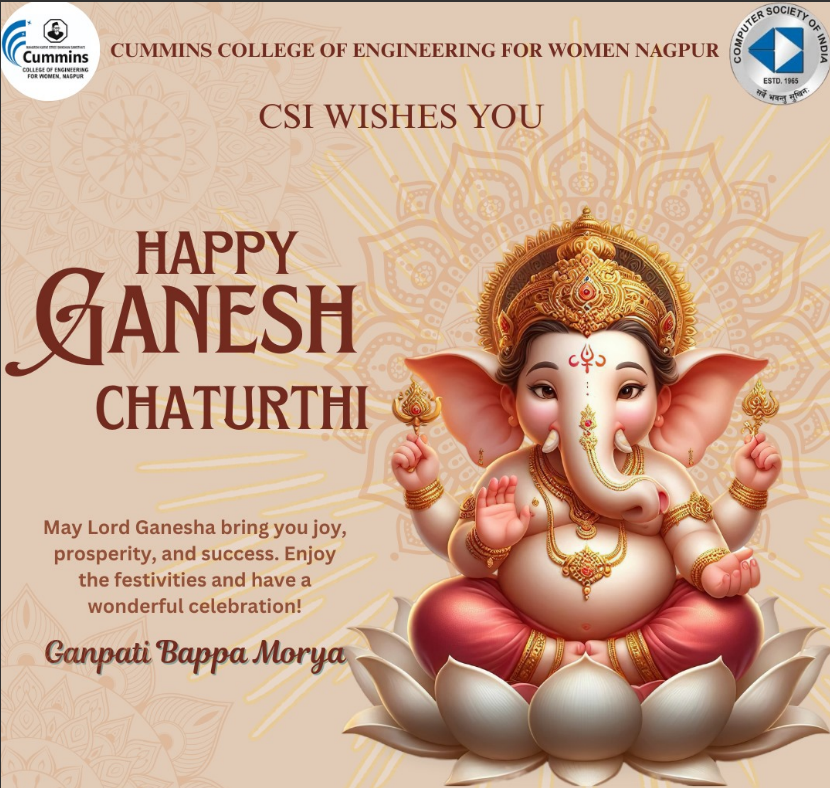 Cummins
COLLEGE OF ENGINEERING
FOR WOMEN, NAGPUR
CUMMINS COLLEGE OF ENGINEERING FOR WOMEN NAGPUR
COMPUTER SOCIETY OF INDIA
ESTD. 1965
सर्वे भवन्तु सुखिनः
CSI WISHES YOU
HAPPY
GANESH
CHATURTHI
May Lord Ganesha bring you joy,
prosperity, and success. Enjoy
the festivities and have a
wonderful celebration!
Ganpati Bappa Morya